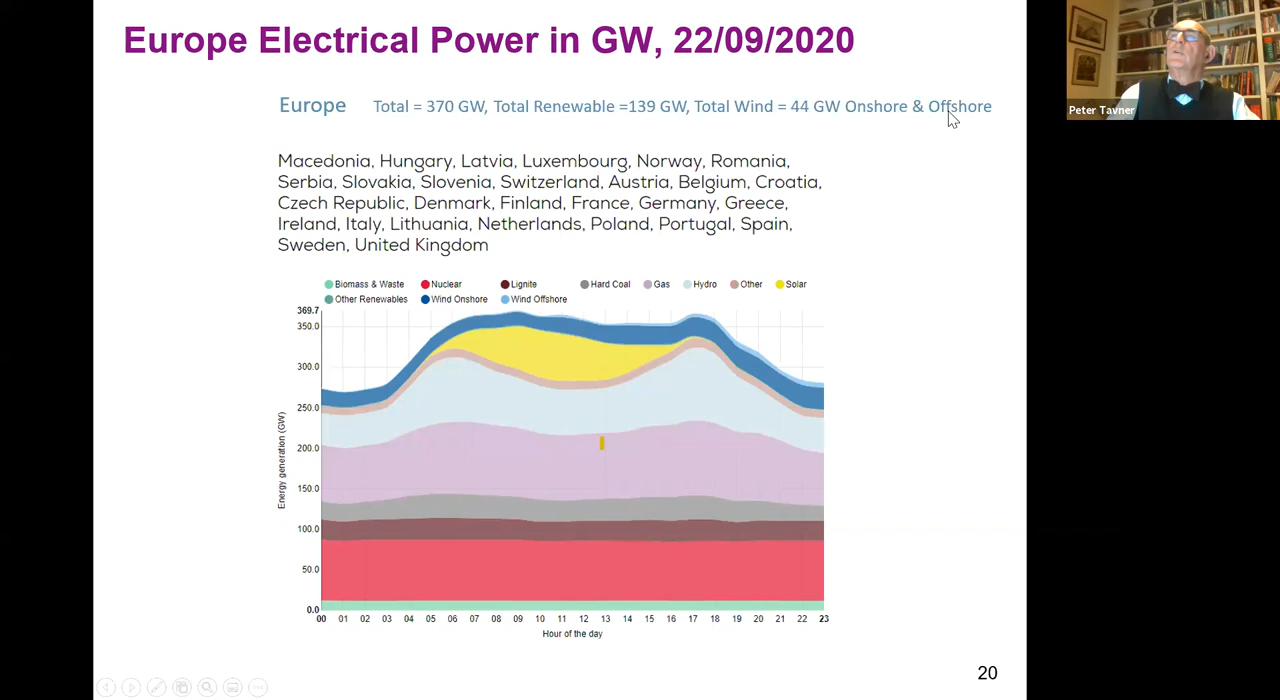 Europe Electrical Power in GW, 22/09/2020
Europe Total = 370 GW, Total Renewable =139 GW, Total Wind = 44 GW Onshore & Offshore
Peter Tavner
Macedonia, Hungary, Latvia, Luxembourg, Norway, Romania,
Serbia, Slovakia, Slovenia, Switzerland, Austria, Belgium, Croatia,
Czech Republic, Denmark, Finland, France, Germany, Greece,
Ireland, Italy, Lithuania, Netherlands, Poland, Portugal, Spain,
Sweden, United Kingdom
Biomass & Waste Nuclear Lignite Hard Coal Gas Hydro Other Solar
Other Renewables Wind Onshore Wind Offshore
369.7
350.0
300.0
250.0
200.0
150.0
100.0
50.0
0.0
Energy generation (GW)
00 01 02 03 04 05 06 07 08 09 10 11 12 13 14 15 16 17 18 19 20 21 22 23
Hour of the day
20